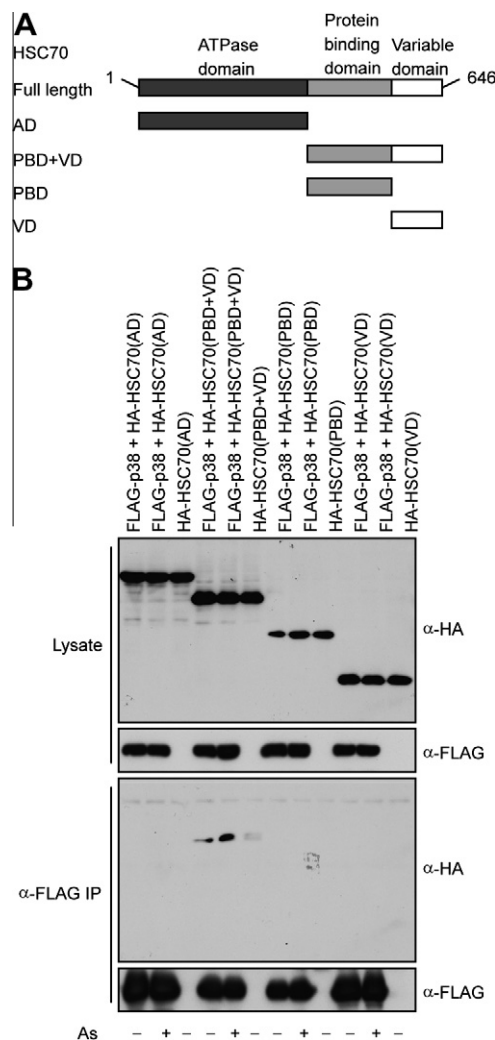 A
HSC70
ATPase domain
Protein binding domain
Variable domain
Full length
1
646
AD
PBD+VD
PBD
VD
B
FLAG-p38 + HA-HSC70(AD)
FLAG-p38 + HA-HSC70(AD)
HA-HSC70(AD)
FLAG-p38 + HA-HSC70(PBD+VD)
FLAG-p38 + HA-HSC70(PBD+VD)
HA-HSC70(PBD+VD)
FLAG-p38 + HA-HSC70(PBD)
FLAG-p38 + HA-HSC70(PBD)
HA-HSC70(PBD)
FLAG-p38 + HA-HSC70(VD)
FLAG-p38 + HA-HSC70(VD)
HA-HSC70(VD)
Lysate
α-HA
α-FLAG
α-FLAG IP
α-HA
α-FLAG
As – + – – + – – + – – + –